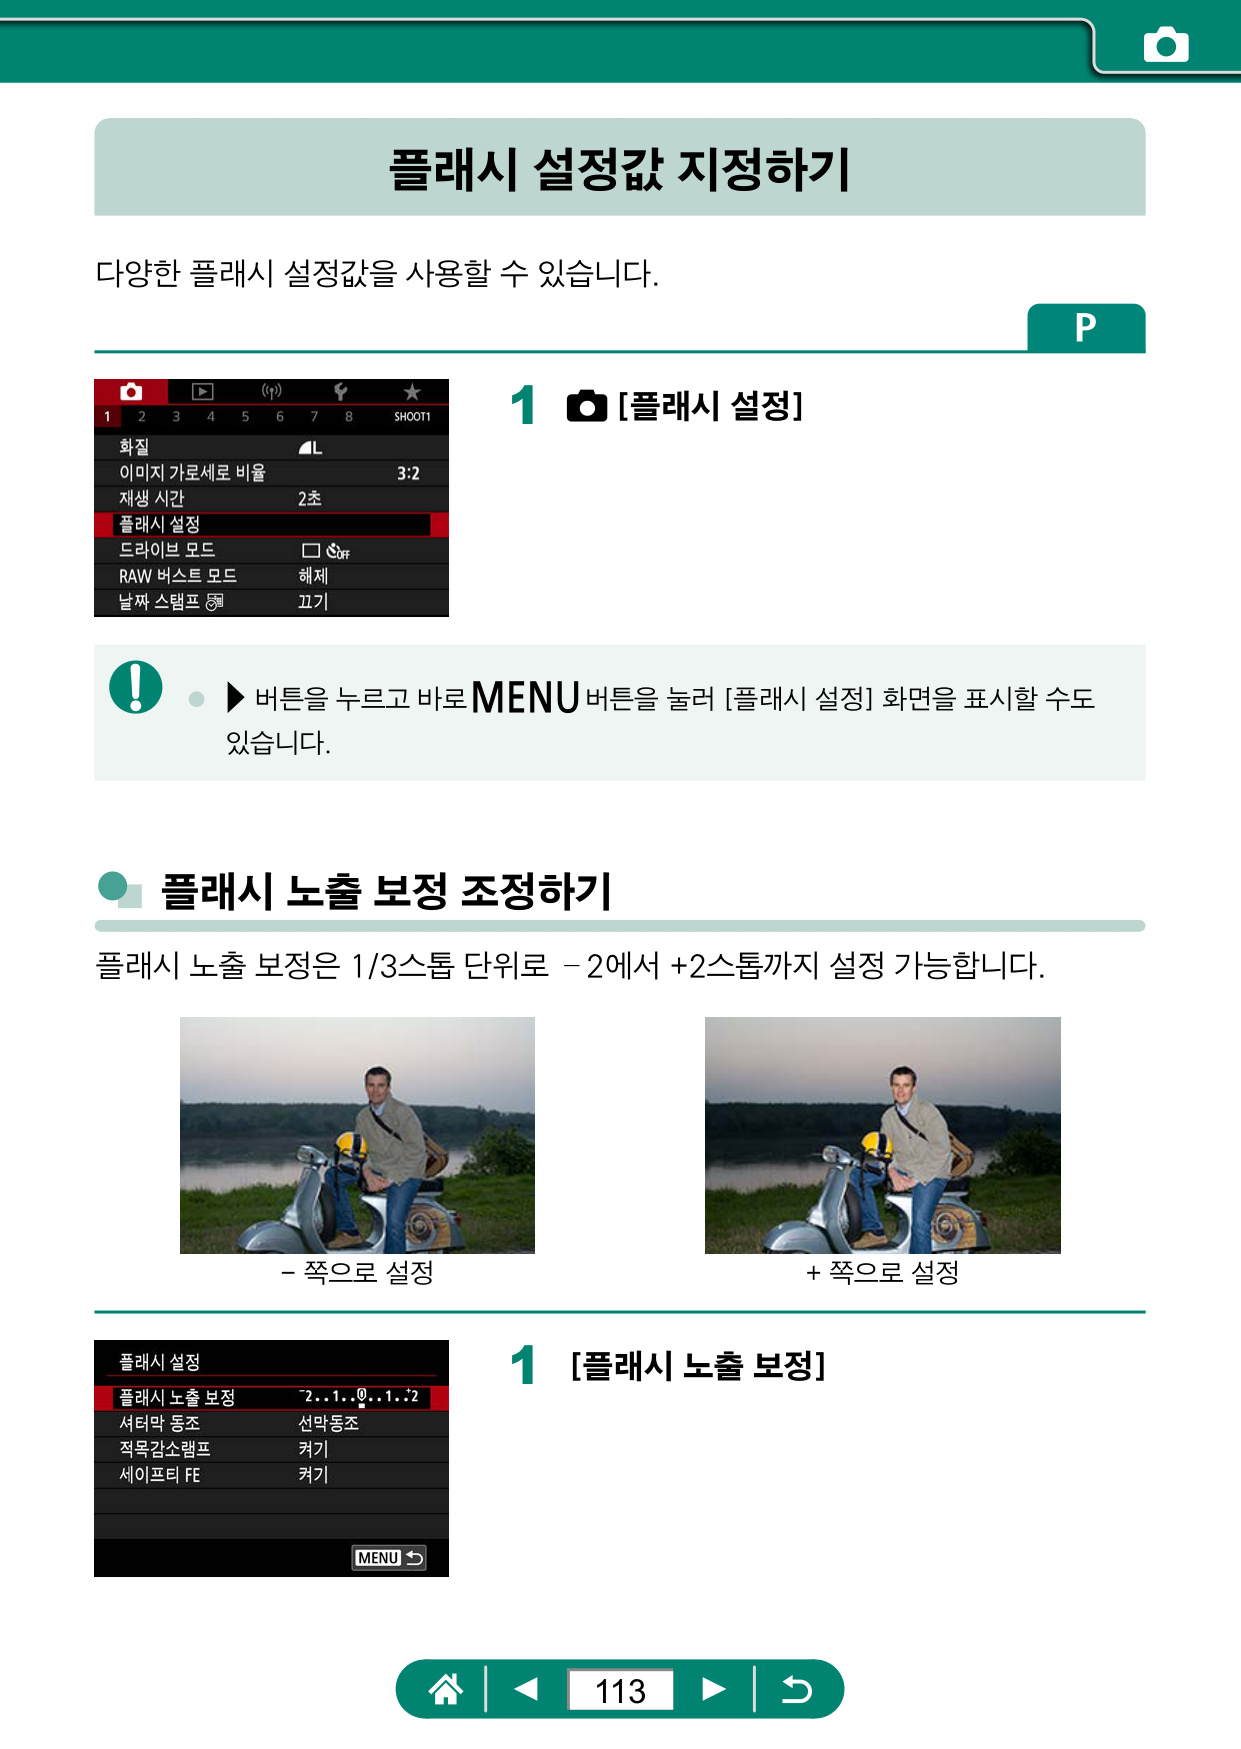 플래시 설정값 지정하기
다양한 플래시 설정값을 사용할 수 있습니다.
P
1 2 3 4 5 6 7 8 SHOOT1
화질 L
이미지 가로세로 비율 3:2
재생 시간 2초
플래시 설정
드라이브 모드 OFF
RAW 버스트 모드 해제
날짜 스탬프 끄기
1 [플래시 설정]
버튼을 누르고 바로 MENU 버튼을 눌러 [플래시 설정] 화면을 표시할 수도
있습니다.
플래시 노출 보정 조정하기
플래시 노출 보정은 1/3스톱 단위로 －2에서 +2스톱까지 설정 가능합니다.
– 쪽으로 설정
+ 쪽으로 설정
플래시 설정
플래시 노출 보정 -2..1..0..1..+2
셔터막 동조 선막동조
적목감소램프 켜기
세이프티 FE 켜기
MENU
1 [플래시 노출 보정]
113